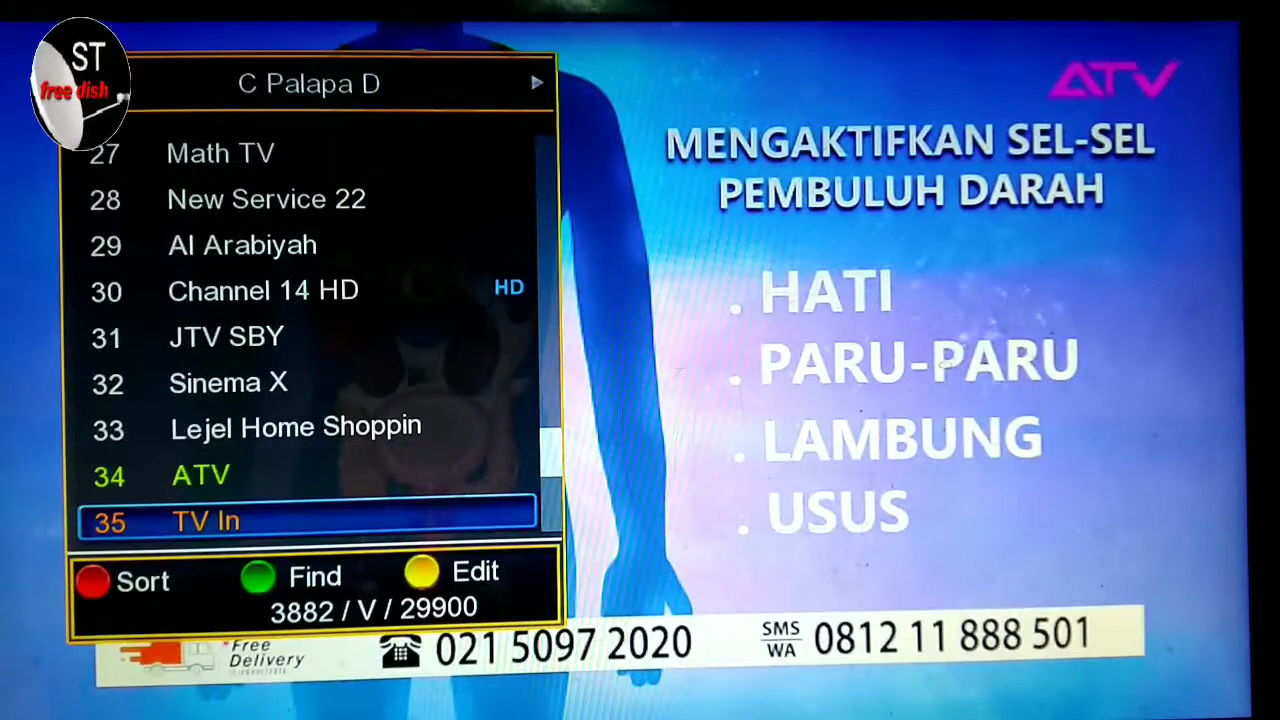 ST
free dish
C Palapa D
27 Math TV
28 New Service 22
29 Al Arabiyah
30 Channel 14 HD HD
31 JTV SBY
32 Sinema X
33 Lejel Home Shoppin
34 ATV
35 TV In
Sort Find Edit
3882 / V / 29900
ATV
MENGAKTIFKAN SEL-SEL
PEMBULUH DARAH
. HATI
. PARU-PARU
. LAMBUNG
. USUS
*Free
Delivery
021 5097 2020
SMS
WA
0812 11 888 501